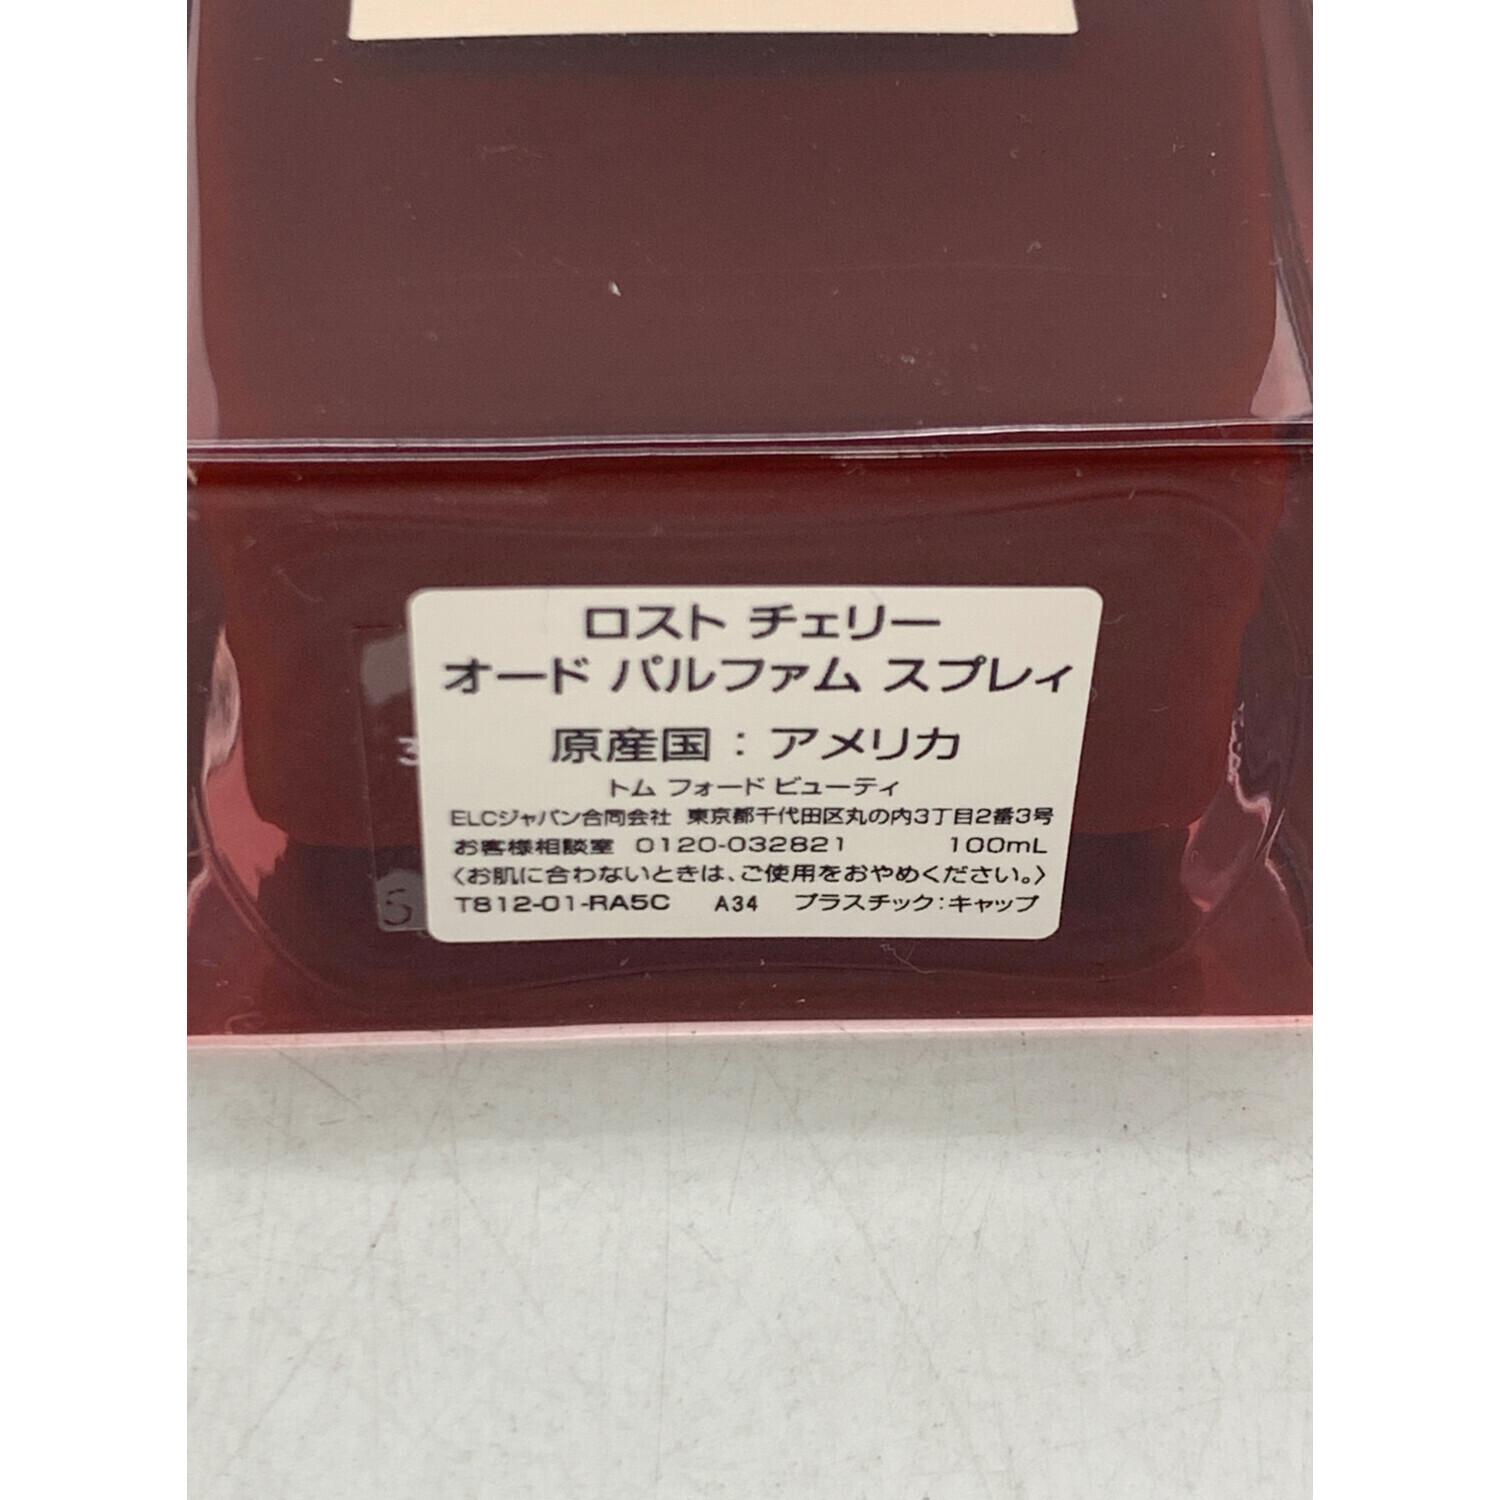 ロスト チェリー
オード パルファム スプレィ
原産国：アメリカ
トム フォード ビューティ
ELCジャパン合同会社 東京都千代田区丸の内3丁目2番3号
お客様相談室 0120-032821 100mL
〈お肌に合わないときは、ご使用をおやめください。〉
T812-01-RA5C A34 プラスチック：キャップ